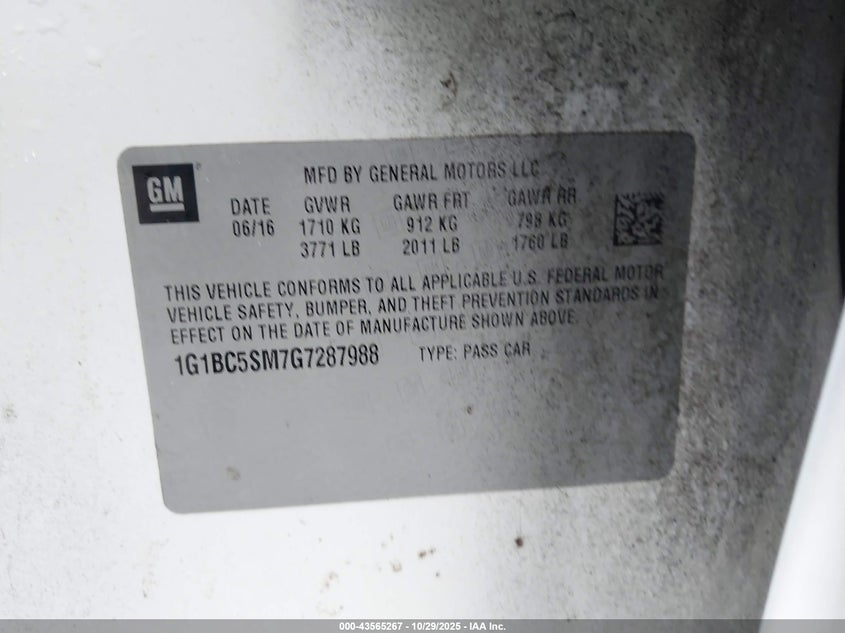 GM
MFD BY GENERAL MOTORS LLC
DATE GVWR GAWR FRT GAWR RR
06/16 1710 KG 912 KG 798 KG
3771 LB 2011 LB 1760 LB
THIS VEHICLE CONFORMS TO ALL APPLICABLE U.S. FEDERAL MOTOR
VEHICLE SAFETY, BUMPER, AND THEFT PREVENTION STANDARDS IN
EFFECT ON THE DATE OF MANUFACTURE SHOWN ABOVE.
1G1BC5SM7G7287988 TYPE: PASS CAR
000-43565267 - 10/29/2025 - IAA Inc.